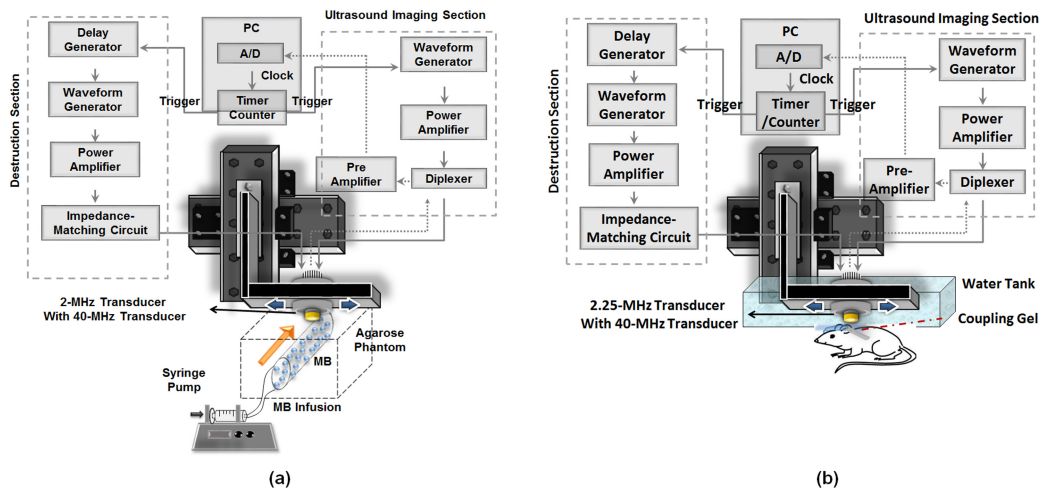 Ultrasound Imaging Section
Delay
Generator
PC
A/D
Clock
Timer
Counter
Trigger
Trigger
Waveform
Generator
Waveform
Generator
Destruction Section
Power
Amplifier
Power
Amplifier
Pre
Amplifier
Diplexer
Impedance-
Matching Circuit
2-MHz Transducer
With 40-MHz Transducer
Agarose
Phantom
MB
Syringe
Pump
MB Infusion
(a)
Ultrasound Imaging Section
Delay
Generator
PC
A/D
Clock
Timer
/Counter
Trigger
Trigger
Waveform
Generator
Waveform
Generator
Destruction Section
Power
Amplifier
Power
Amplifier
Pre-
Amplifier
Diplexer
Impedance-
Matching Circuit
Water Tank
2.25-MHz Transducer
With 40-MHz Transducer
Coupling Gel
(b)